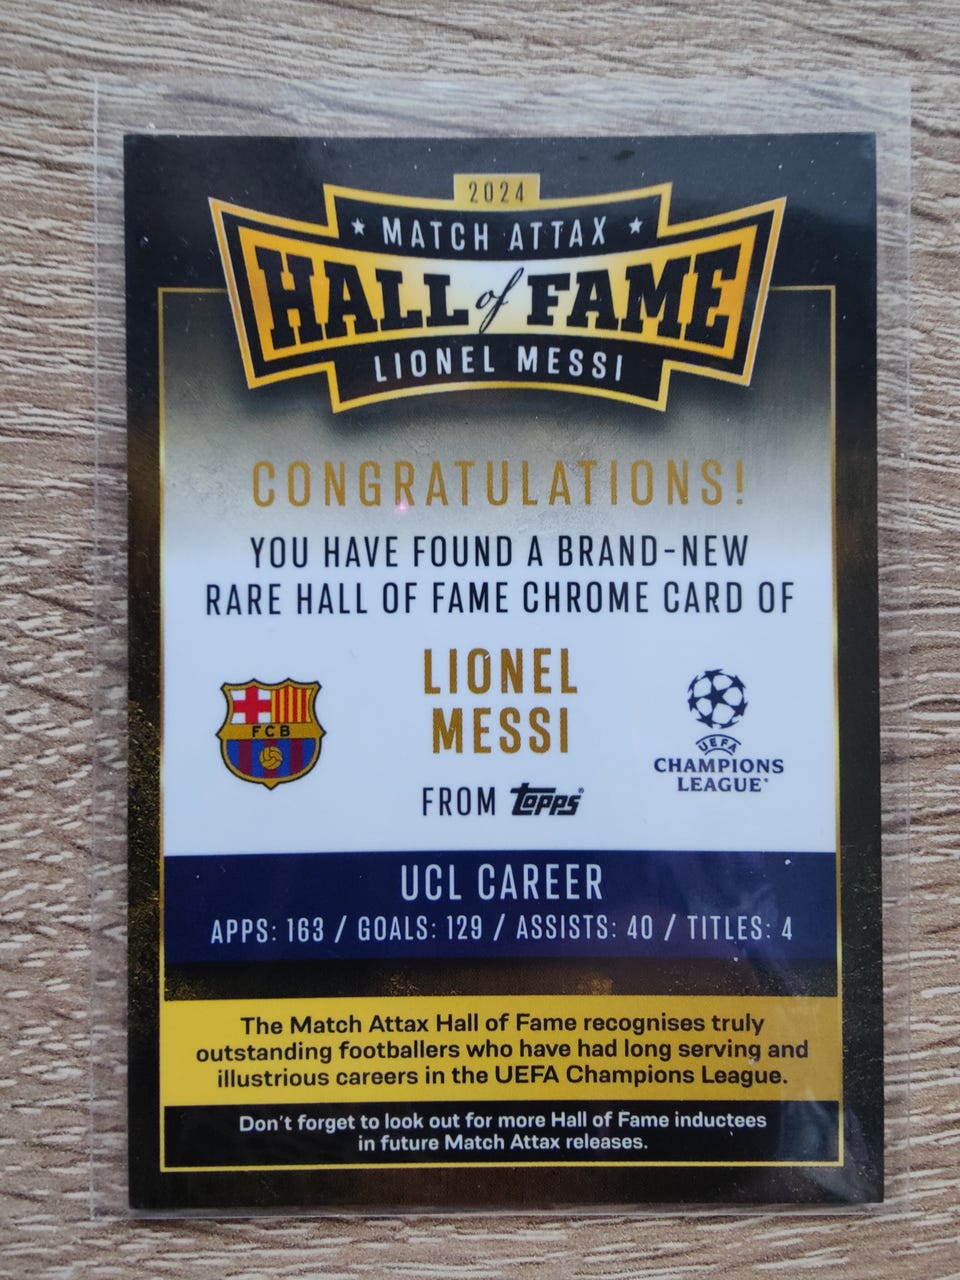 2024
MATCH ATTAX
HALL of FAME
LIONEL MESSI
CONGRATULATIONS!
YOU HAVE FOUND A BRAND-NEW
RARE HALL OF FAME CHROME CARD OF
LIONEL
MESSI
FCB
UEFA
CHAMPIONS
LEAGUE®
FROM Topps®
UCL CAREER
APPS: 163 / GOALS: 129 / ASSISTS: 40 / TITLES: 4
The Match Attax Hall of Fame recognises truly
outstanding footballers who have had long serving and
illustrious careers in the UEFA Champions League.
Don't forget to look out for more Hall of Fame inductees
in future Match Attax releases.